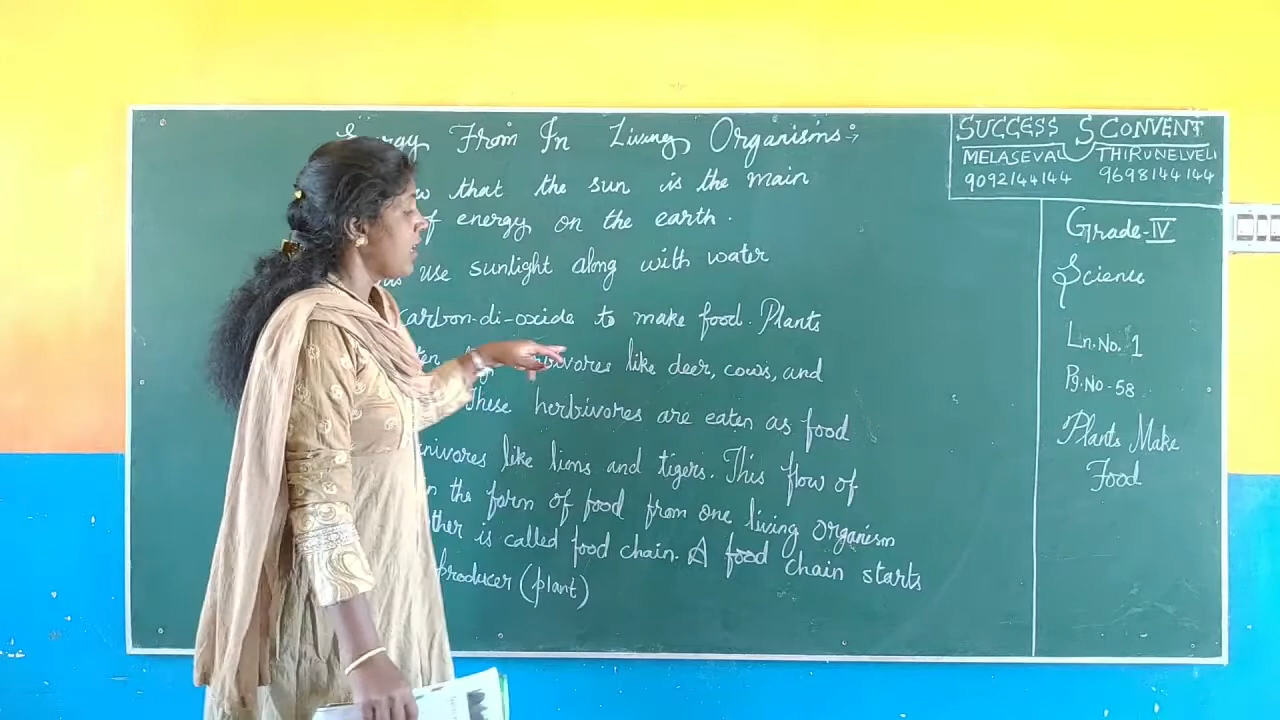 From In Living Organisms:-
that the sun is the main
of energy on the earth.
use sunlight along with water
carbon-di-oxide to make food. Plants
like deer, cows, and
These herbivores are eaten as food
like lions and tigers. This flow of
the form of food from one living organism
is called food chain. A food chain starts
producer (plant)
SUCCESS S CONVENT
MELASEVAL THIRUNELVELI
9092144144 9698144144
Grade-IV
Science
Ln.No. 1
Pg.No-58
Plants Make
Food